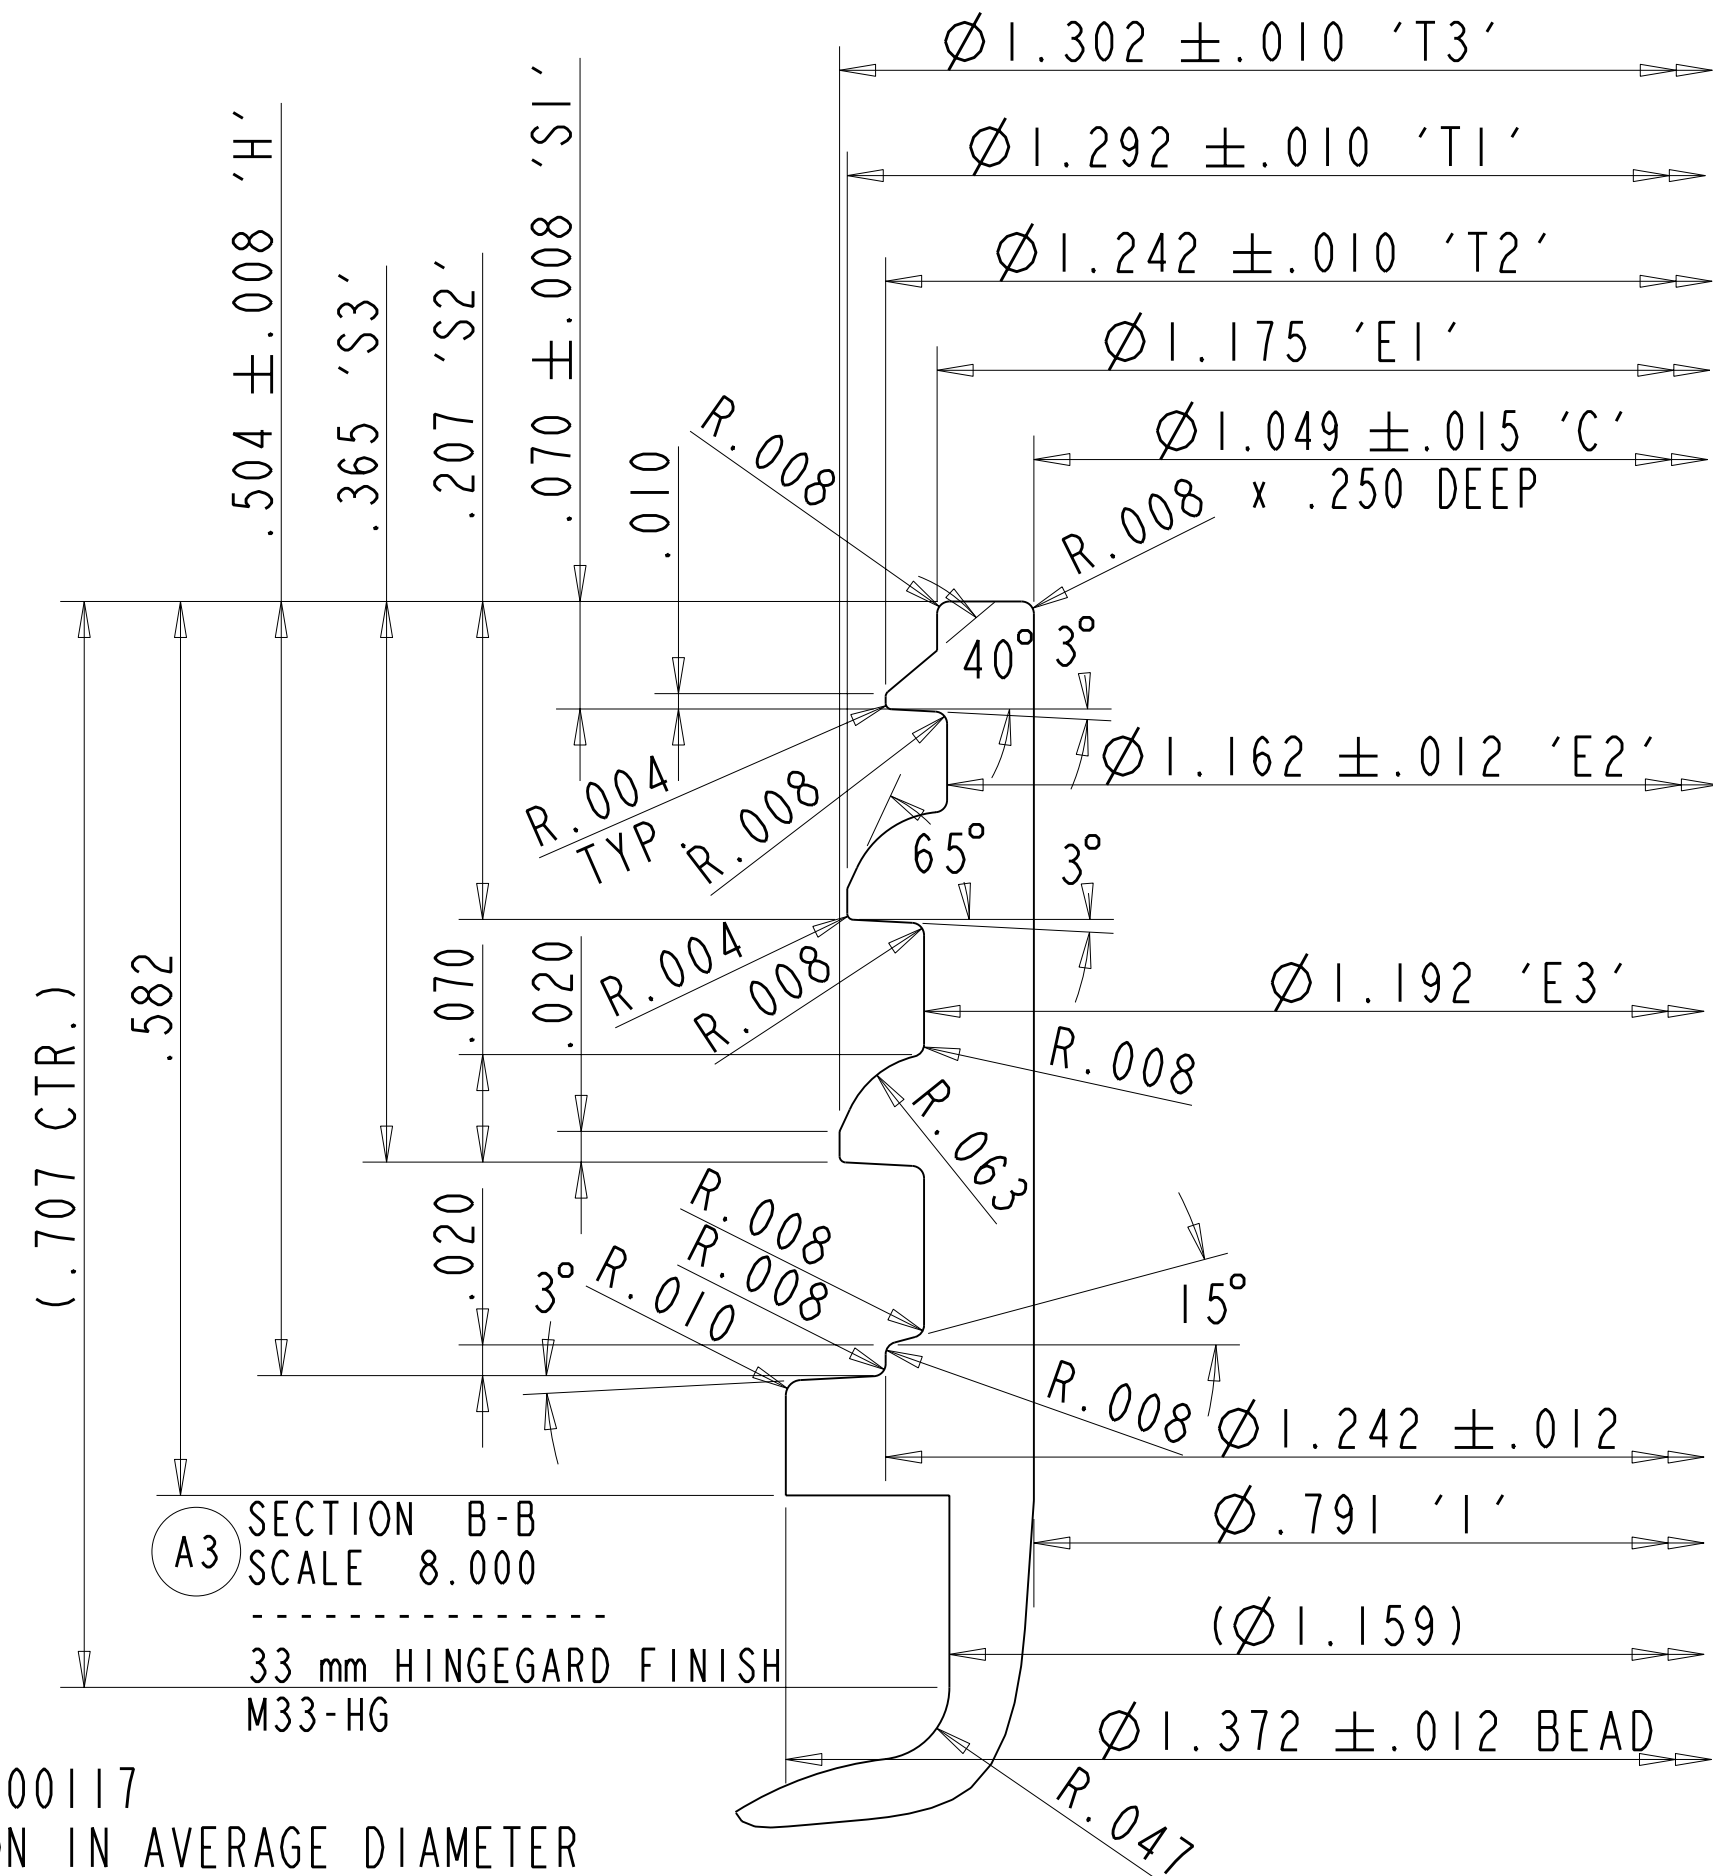 Ø1.302 ±.010 'T3'
Ø1.292 ±.010 'T1'
Ø1.242 ±.010 'T2'
Ø1.175 'E1'
Ø1.049 ±.015 'C'
x .250 DEEP
.504 ±.008 'H'
.365 'S3'
.207 'S2'
.070 ±.008 'S1'
.010
R.008
R.008
40°
3°
Ø1.162 ±.012 'E2'
R.004
TYP.
R.008
65°
3°
R.004
R.008
Ø1.192 'E3'
.070
.020
.582
(.707 CTR.)
R.008
R.063
.020
3°
R.008
R.008
R.010
15°
R.008
Ø1.242 ±.012
Ø.791 'I'
(Ø1.159)
Ø1.372 ±.012 BEAD
R.047
A3
SECTION B-B
SCALE 8.000
---------------
33 mm HINGEGARD FINISH
M33-HG
00117
ON IN AVERAGE DIAMETER